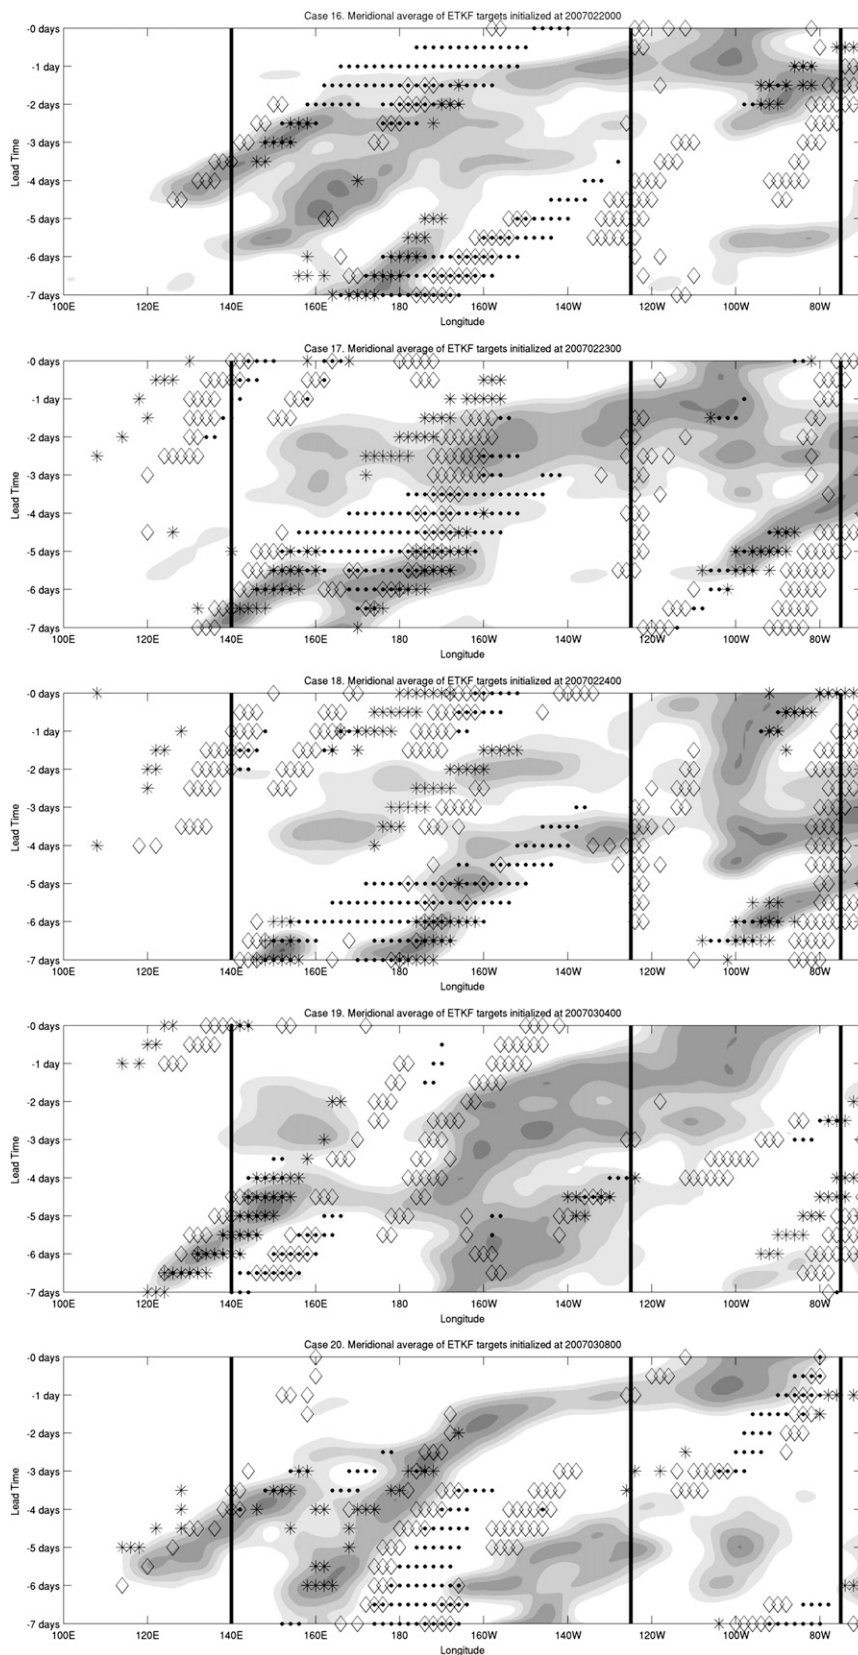 Case 16. Meridional average of ETKF targets initialized at 2007022000
-0 days
-1 day
-2 days
-3 days
-4 days
-5 days
-6 days
-7 days
Lead Time
100E 120E 140E 160E 180 160W 140W 120W 100W 80W
Longitude
Case 17. Meridional average of ETKF targets initialized at 2007022300
-0 days
-1 day
-2 days
-3 days
-4 days
-5 days
-6 days
-7 days
Lead Time
100E 120E 140E 160E 180 160W 140W 120W 100W 80W
Longitude
Case 18. Meridional average of ETKF targets initialized at 2007022400
-0 days
-1 day
-2 days
-3 days
-4 days
-5 days
-6 days
-7 days
Lead Time
100E 120E 140E 160E 180 160W 140W 120W 100W 80W
Longitude
Case 19. Meridional average of ETKF targets initialized at 2007030400
-0 days
-1 day
-2 days
-3 days
-4 days
-5 days
-6 days
-7 days
Lead Time
100E 120E 140E 160E 180 160W 140W 120W 100W 80W
Longitude
Case 20. Meridional average of ETKF targets initialized at 2007030800
-0 days
-1 day
-2 days
-3 days
-4 days
-5 days
-6 days
-7 days
Lead Time
100E 120E 140E 160E 180 160W 140W 120W 100W 80W
Longitude